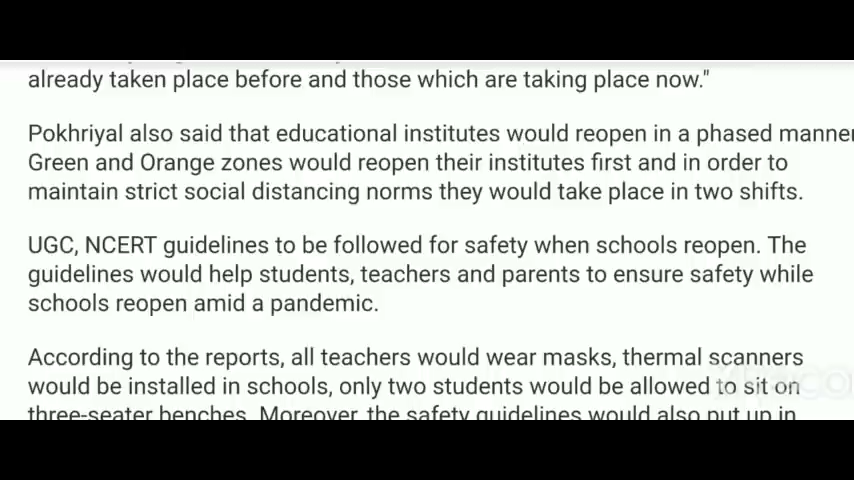 already taken place before and those which are taking place now."
Pokhriyal also said that educational institutes would reopen in a phased manner
Green and Orange zones would reopen their institutes first and in order to
maintain strict social distancing norms they would take place in two shifts.
UGC, NCERT guidelines to be followed for safety when schools reopen. The
guidelines would help students, teachers and parents to ensure safety while
schools reopen amid a pandemic.
According to the reports, all teachers would wear masks, thermal scanners
would be installed in schools, only two students would be allowed to sit on
three-seater benches. Moreover, the safety guidelines would also put up in